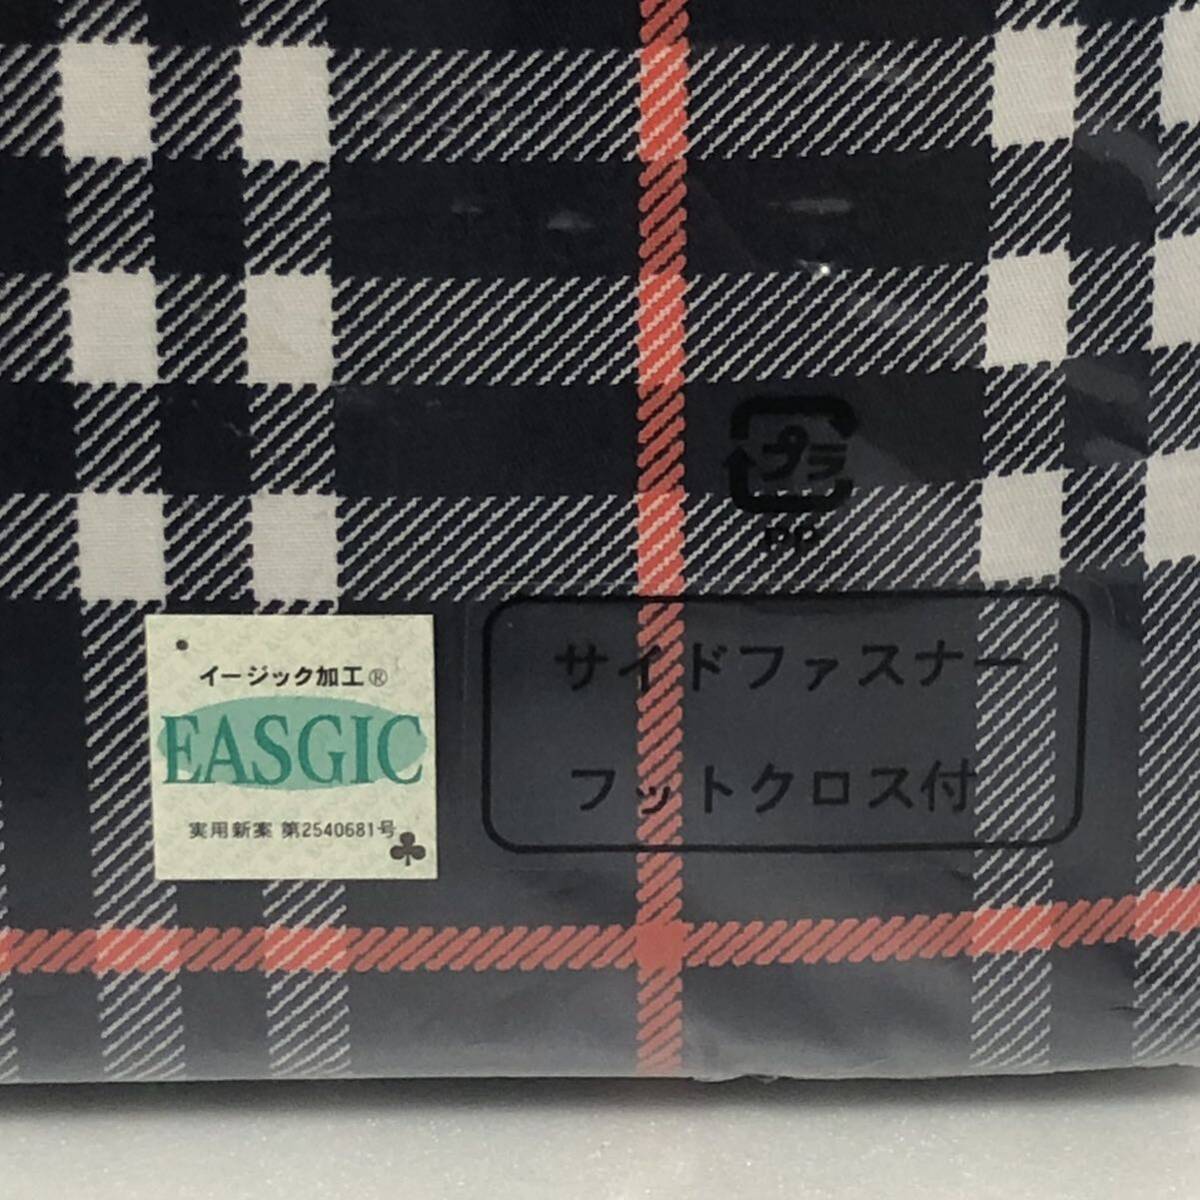 プラ
PP
サイドファスナー
フットクロス付
イージック加工®
EASGIC
実用新案 第2540681号